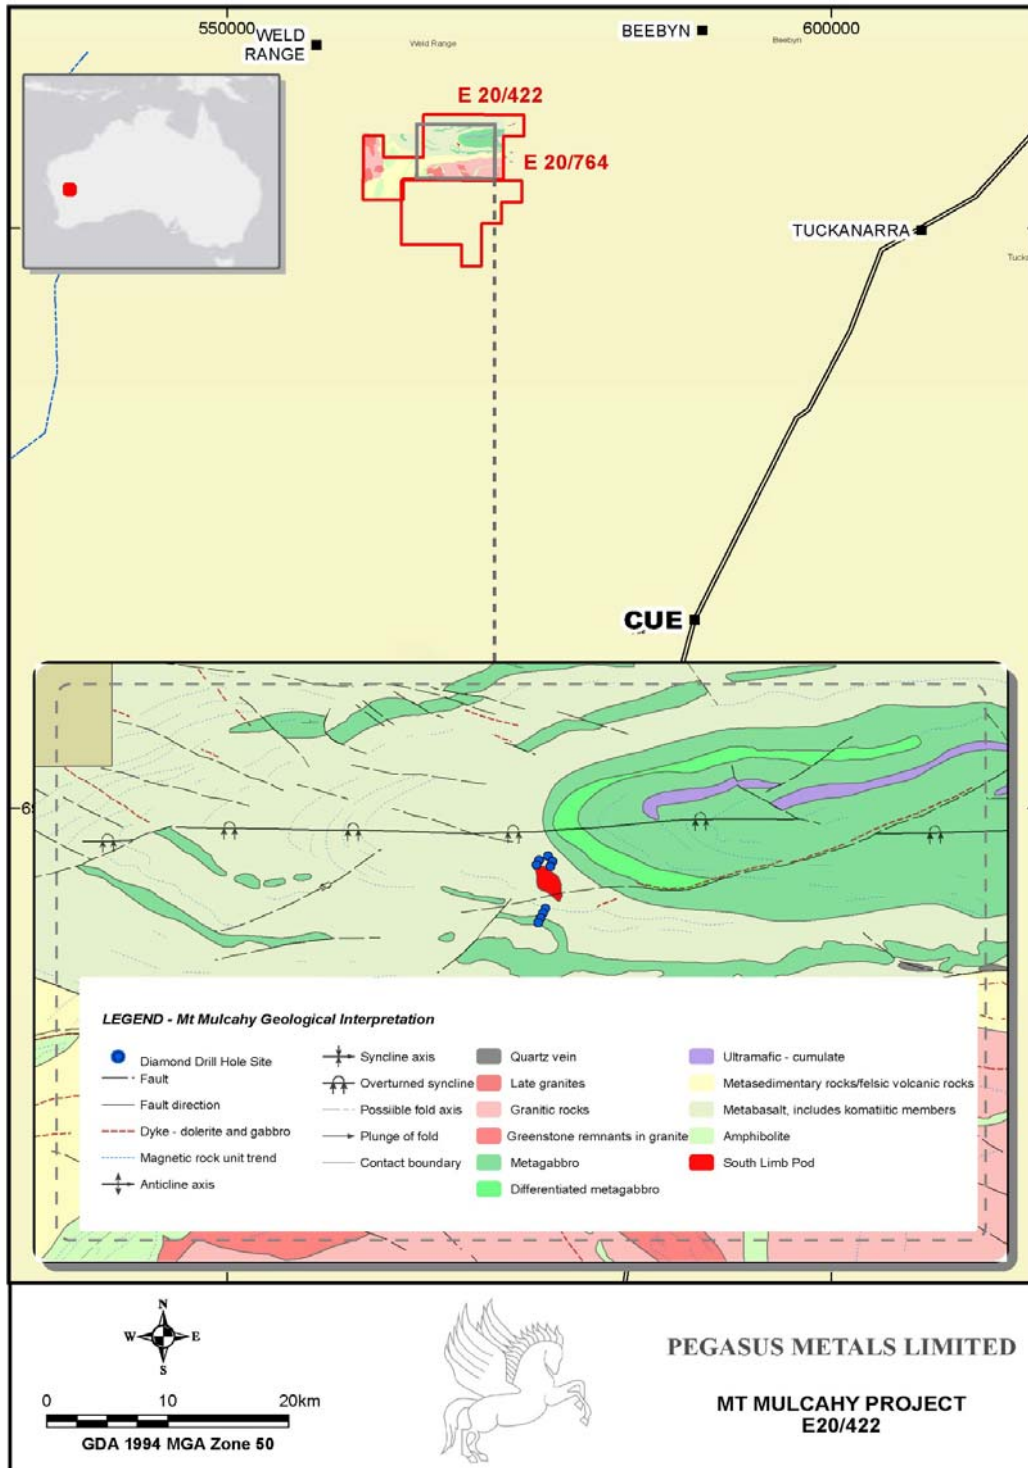 550000
600000
WELD
RANGE
Weld Range
BEEBYN
Beebyn
E 20/422
E 20/764
TUCKANARRA
CUE
LEGEND - Mt Mulcahy Geological Interpretation
Diamond Drill Hole Site
Fault
Fault direction
Dyke - dolerite and gabbro
Magnetic rock unit trend
Anticline axis
Syncline axis
Overturned syncline
Possiible fold axis
Plunge of fold
Contact boundary
Quartz vein
Late granites
Granitic rocks
Greenstone remnants in granite
Metagabbro
Differentiated metagabbro
Ultramafic - cumulate
Metasedimentary rocks/felsic volcanic rocks
Metabasalt, includes komatiitic members
Amphibolite
South Limb Pod
N
W E
S
0 10 20km
GDA 1994 MGA Zone 50
PEGASUS METALS LIMITED
MT MULCAHY PROJECT
E20/422